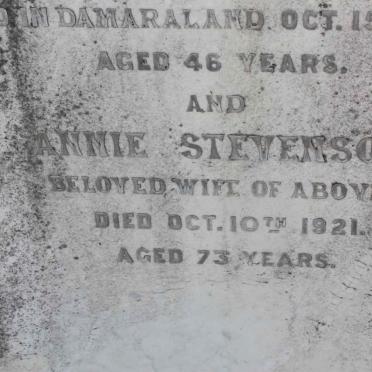 IN DAMARALAND OCT. 15
AGED 46 YEARS.
AND
ANNIE STEVENSO
BELOVED WIFE OF ABOV
DIED OCT. 10TH 1921.
AGED 73 YEARS.